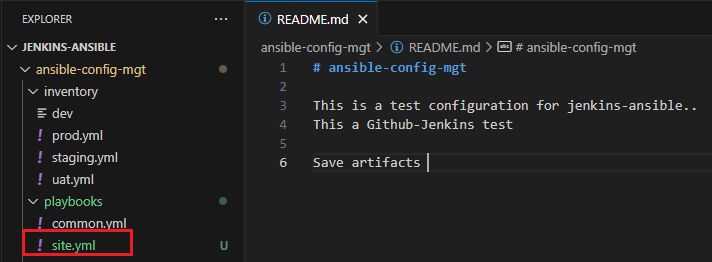 EXPLORER
JENKINS-ANSIBLE
ansible-config-mgt
inventory
dev
! prod.yml
! staging.yml
! uat.yml
playbooks
! common.yml
! site.yml U
README.md ×
ansible-config-mgt > README.md > abc # ansible-config-mgt
1 # ansible-config-mgt
2
3 This is a test configuration for jenkins-ansible..
4 This a Github-Jenkins test
5
6 Save artifacts